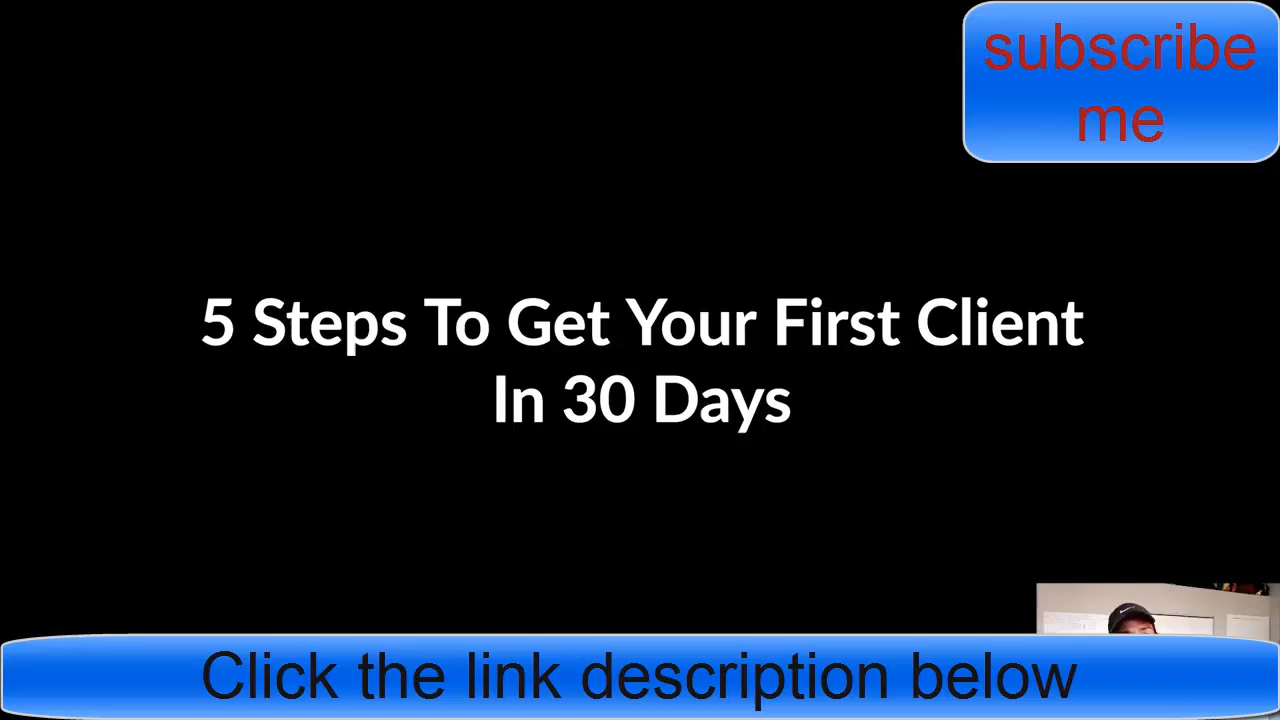 subscribe
me
5 Steps To Get Your First Client
In 30 Days
Click the link description below